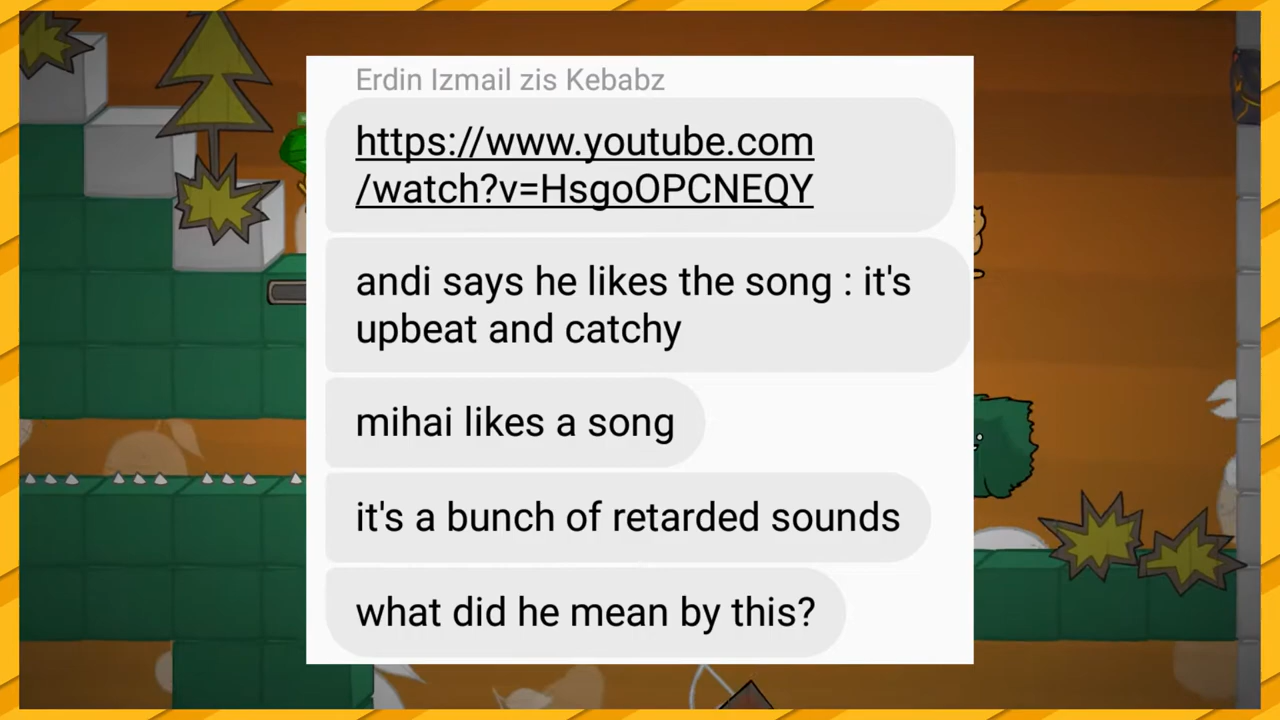 Erdin Izmail zis Kebabz
https://www.youtube.com
/watch?v=HsgoOPCNEQY
andi says he likes the song : it's
upbeat and catchy
mihai likes a song
it's a bunch of retarded sounds
what did he mean by this?